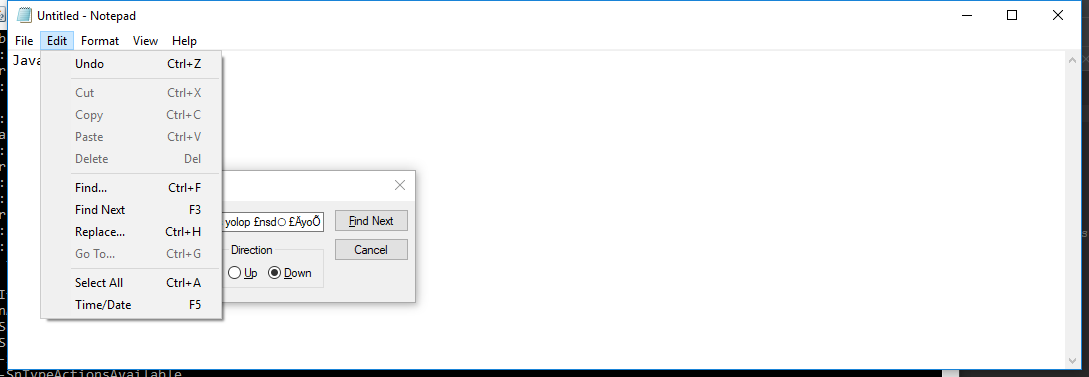 Untitled - Notepad
File Edit Format View Help
Java
Undo Ctrl+Z
Cut Ctrl+X
Copy Ctrl+C
Paste Ctrl+V
Delete Del
Find... Ctrl+F
Find Next F3
Replace... Ctrl+H
Go To... Ctrl+G
Select All Ctrl+A
Time/Date F5
yolop £nsd○ £ÄyoÕ
Find Next
Direction
Cancel
Up Down
-SnTypeActionsAvailable